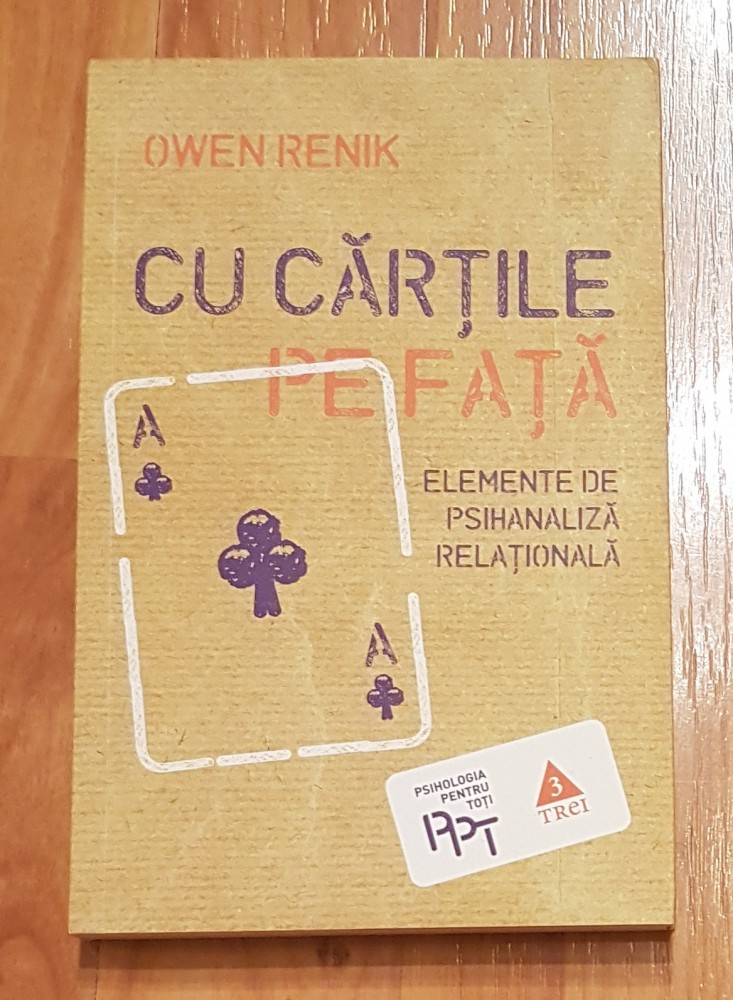 OWEN RENIK
CU CĂRȚILE
PE FAȚĂ
ELEMENTE DE
PSIHANALIZĂ
RELAȚIONALĂ
A
A
PSIHOLOGIA
PENTRU
TOȚI
PPT
3
TREI